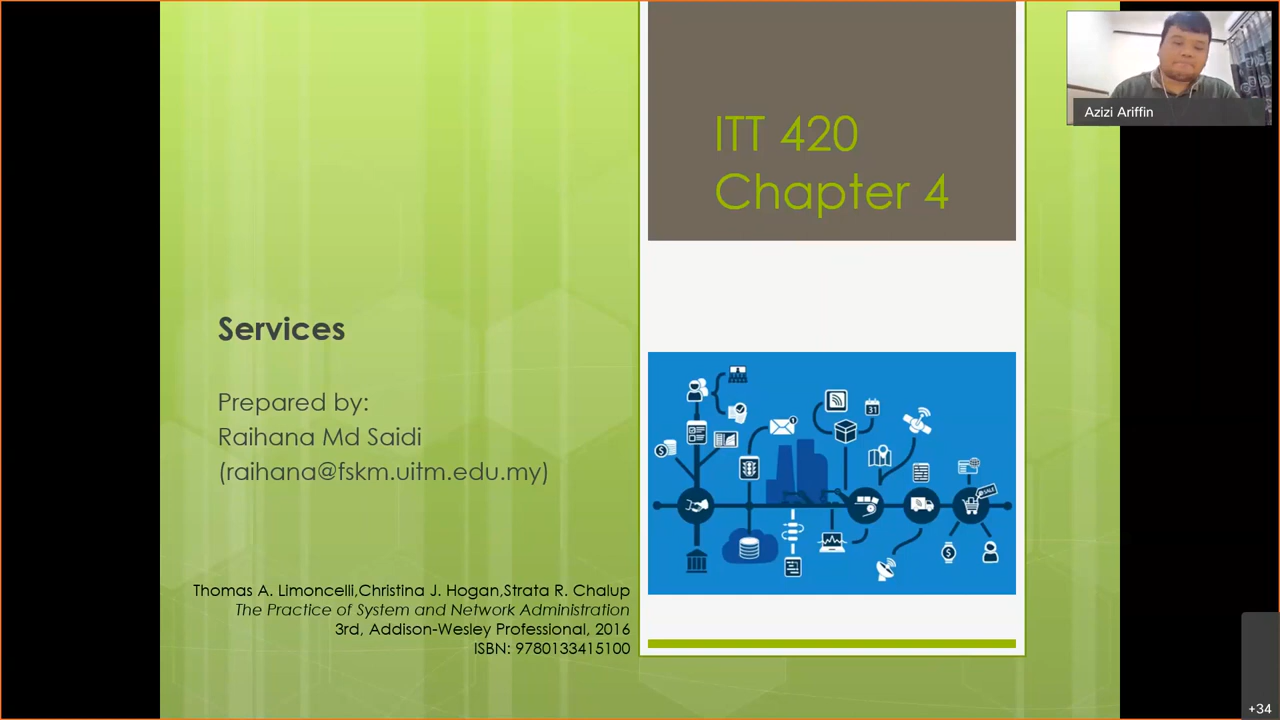 ITT 420
Chapter 4
Azizi Ariffin
Services
Prepared by:
Raihana Md Saidi
(raihana@fskm.uitm.edu.my)
31
SALE
Thomas A. Limoncelli,Christina J. Hogan,Strata R. Chalup
The Practice of System and Network Administration
3rd, Addison-Wesley Professional, 2016
ISBN: 9780133415100
+34